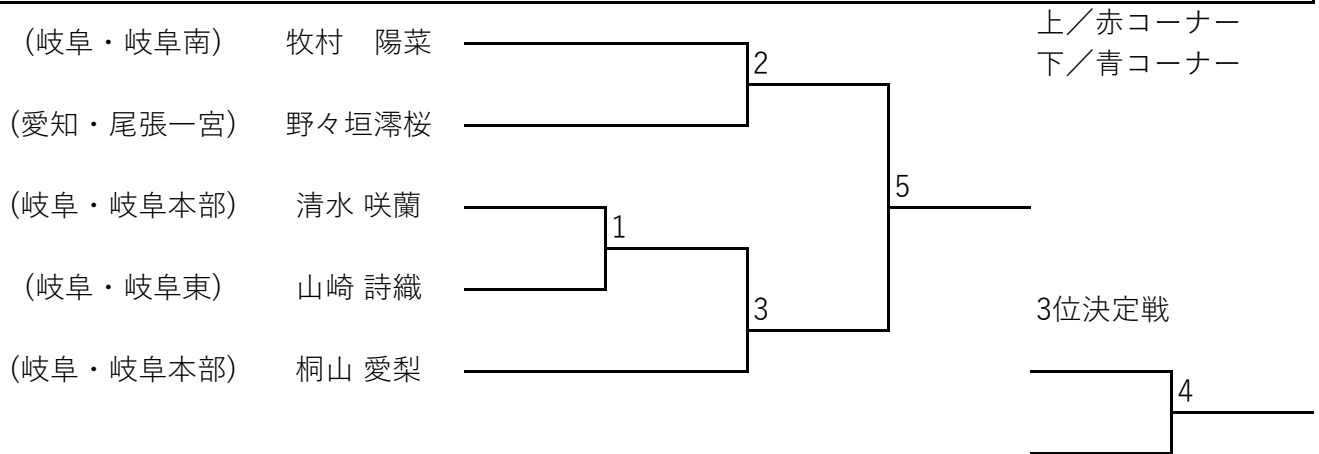 上／赤コーナー
(岐阜・岐阜南) 牧村　陽菜
2
下／青コーナー
(愛知・尾張一宮) 野々垣澪桜
5
(岐阜・岐阜本部) 清水 咲蘭
1
(岐阜・岐阜東) 山崎 詩織
3
3位決定戦
(岐阜・岐阜本部) 桐山 愛梨
4